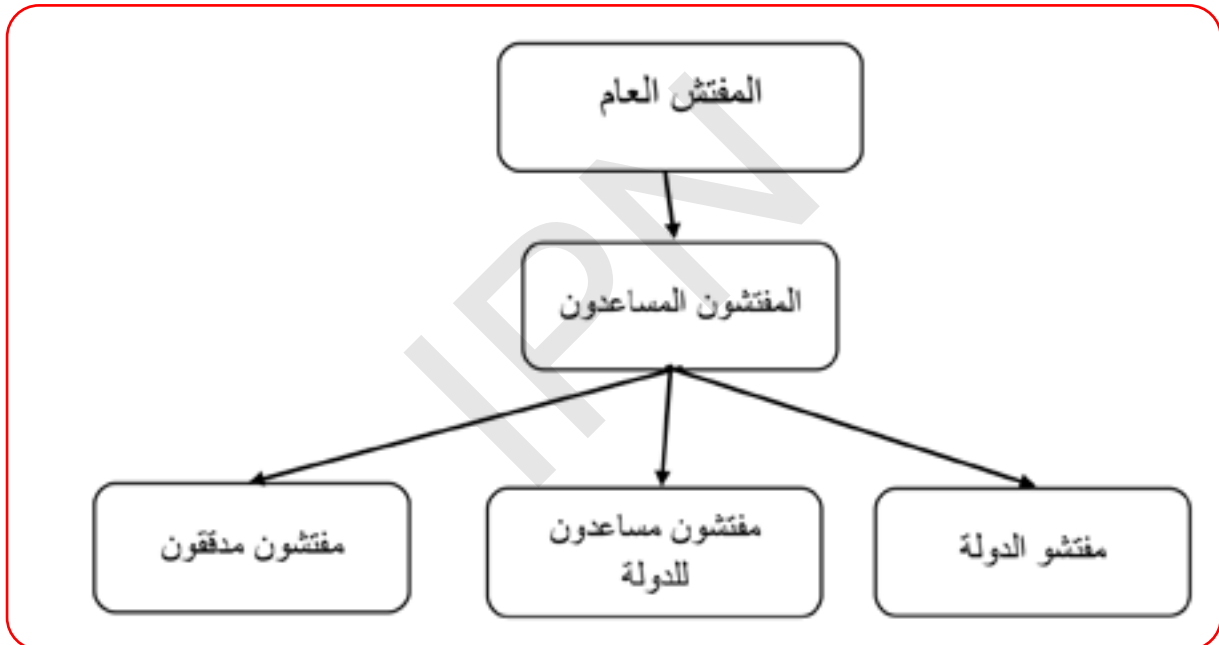 المفتش العام
المفتشون المساعدون
مفتشو الدولة
مفتشون مساعدون
للدولة
مفتشون مدققون
IPN